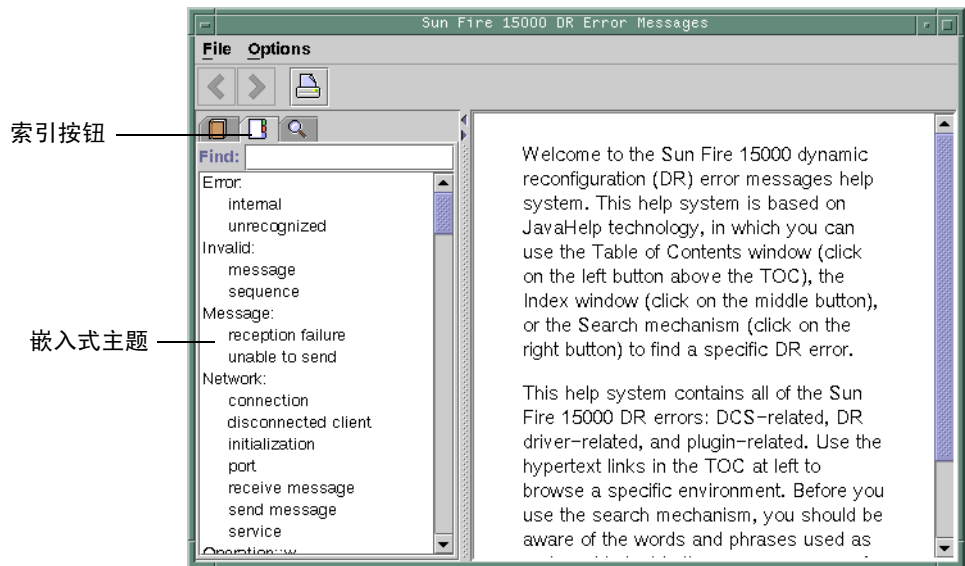 Sun Fire 15000 DR Error Messages
File Options
索引按钮
Find:
Error:
internal
unrecognized
Invalid:
message
sequence
Message:
reception failure
unable to send
嵌入式主题
Network:
connection
disconnected client
initialization
port
receive message
send message
service
Welcome to the Sun Fire 15000 dynamic
reconfiguration (DR) error messages help
system. This help system is based on
JavaHelp technology, in which you can
use the Table of Contents window (click
on the left button above the TOC), the
Index window (click on the middle button),
or the Search mechanism (click on the
right button) to find a specific DR error.
This help system contains all of the Sun
Fire 15000 DR errors: DCS-related, DR
driver-related, and plugin-related. Use the
hypertext links in the TOC at left to
browse a specific environment. Before you
use the search mechanism, you should be
aware of the words and phrases used as